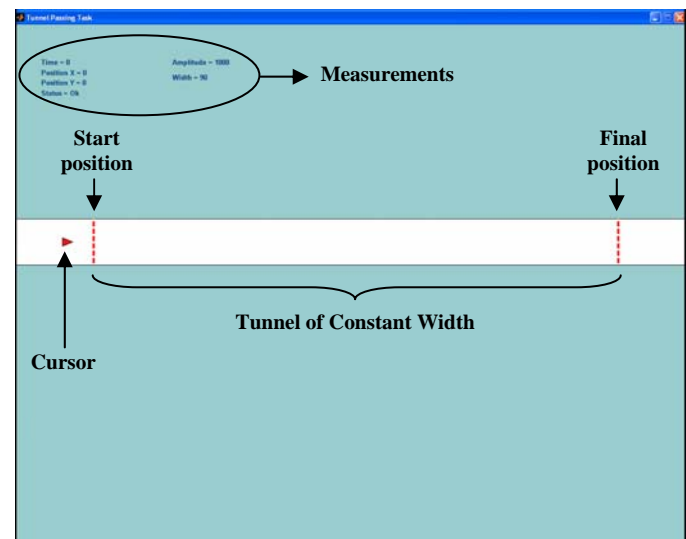 Tunnel Passing Task
Time = 0
Position X = 0
Position Y = 0
Status = Ok
Amplitude = 1000
Width = 90
Measurements
Start
position
Final
position
Tunnel of Constant Width
Cursor